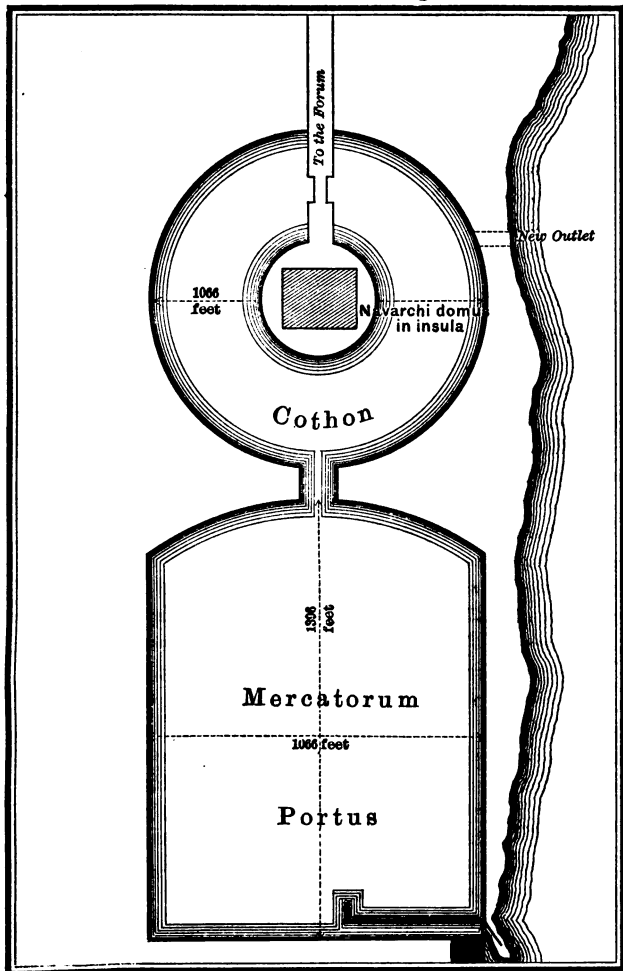 To the Forum
New Outlet
1066
feet
Navarchi domus
in insula
Cothon
1306
feet
Mercatorum
1066 feet
Portus